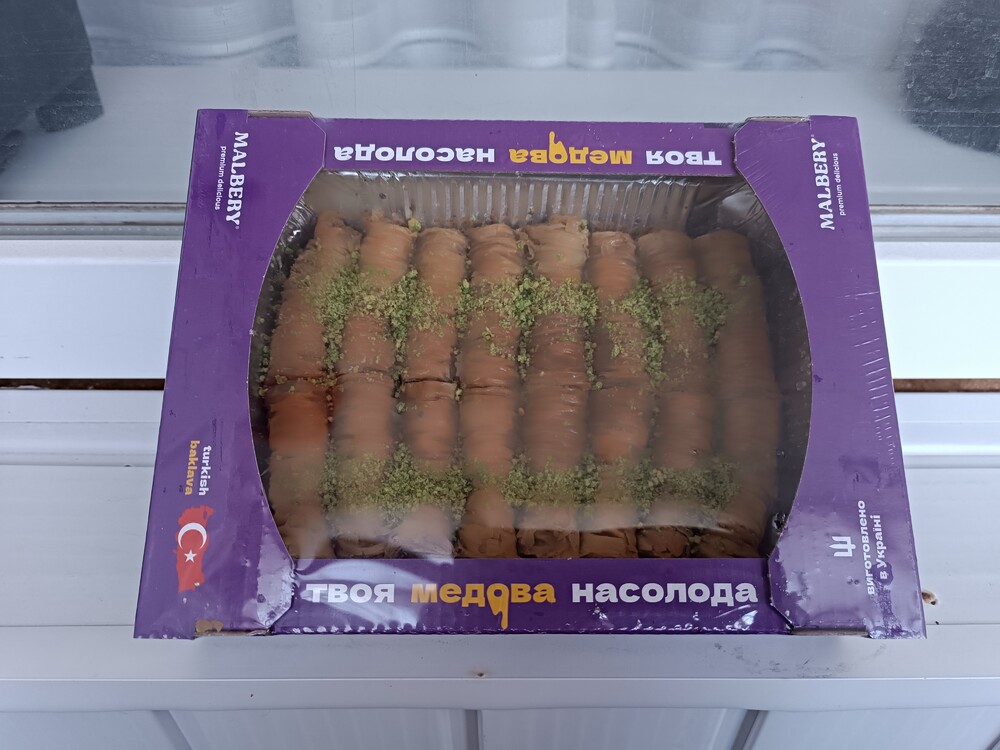 MALBERY
premium delicious
ТВОЯ медова насолода
MALBERY
premium delicious
turkish
baklava
виготовлено
в Україні
ТВОЯ медова насолода